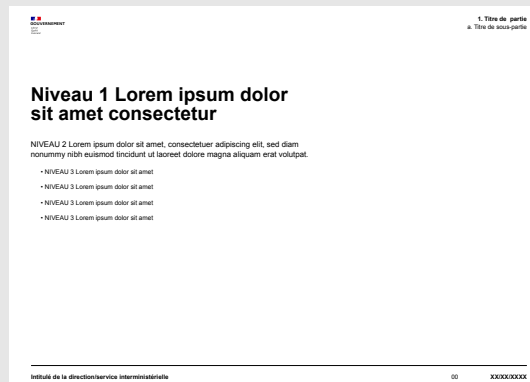 GOUVERNEMENT
1. Titre de partie
a. Titre de sous-partie
Niveau 1 Lorem ipsum dolor
sit amet consectetur
NIVEAU 2 Lorem ipsum dolor sit amet, consectetuer adipiscing elit, sed diam
nonummy nibh euismod tincidunt ut laoreet dolore magna aliquam erat volutpat.
• NIVEAU 3 Lorem ipsum dolor sit amet
• NIVEAU 3 Lorem ipsum dolor sit amet
• NIVEAU 3 Lorem ipsum dolor sit amet
• NIVEAU 3 Lorem ipsum dolor sit amet
Intitulé de la direction/service interministérielle
00
XX/XX/XXXX